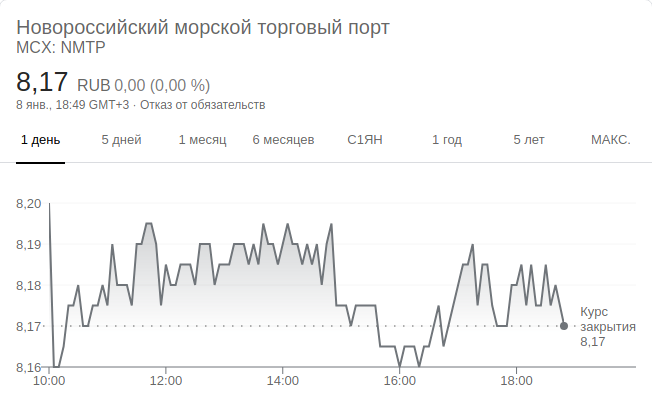 Новороссийский морской торговый порт
MCX: NMTP
8,17 RUB 0,00 (0,00 %)
8 янв., 18:49 GMT+3 · Отказ от обязательств
1 день 5 дней 1 месяц 6 месяцев С1ЯН 1 год 5 лет МАКС.
8,20
8,19
8,18
8,17
8,16
Курс
закрытия
8,17
10:00 12:00 14:00 16:00 18:00